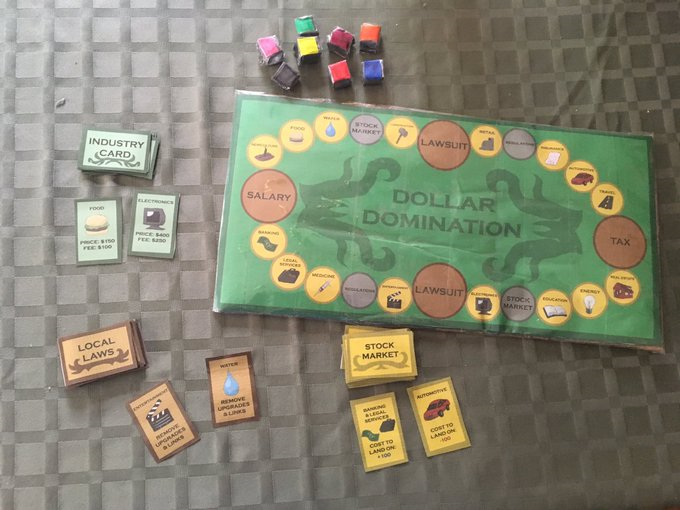 INDUSTRY
CARD
FOOD
PRICE: $150
FEE: $100
ELECTRONICS
PRICE: $400
FEE: $250
DOLLAR
DOMINATION
AGRICULTURE
FOOD
WATER
STOCK
MARKET
LAWSUIT
RETAIL
REGULATIONS
INSURANCE
AUTOMOTIVE
TRAVEL
TAX
REAL ESTATE
ENERGY
EDUCATION
STOCK
MARKET
ELECTRONICS
LAWSUIT
ENTERTAINMENT
REGULATIONS
MEDICINE
LEGAL
SERVICES
BANKING
SALARY
LOCAL
LAWS
ENTERTAINMENT
REMOVE
UPGRADES
& LINKS
WATER
REMOVE
UPGRADES
& LINKS
STOCK
MARKET
BANKING
& LEGAL
SERVICES
COST TO
LAND ON:
+100
AUTOMOTIVE
COST TO
LAND ON:
-100